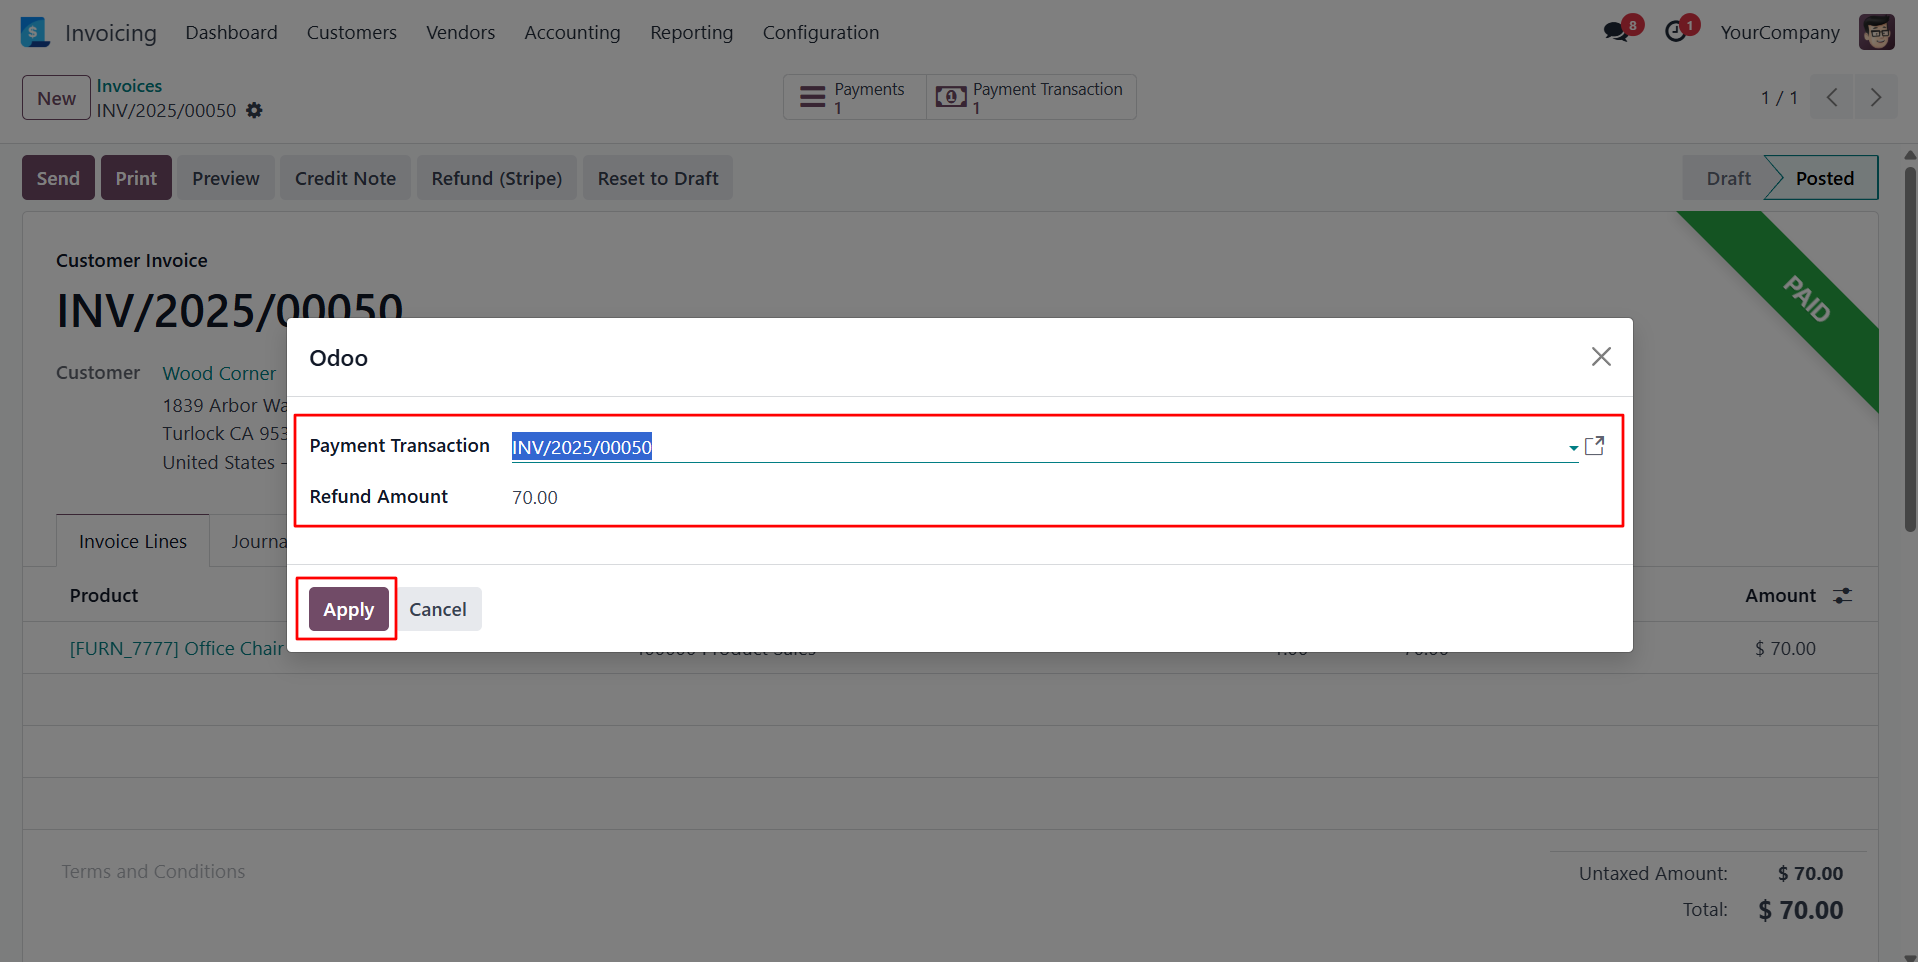 Invoicing Dashboard Customers Vendors Accounting Reporting Configuration 8 1 YourCompany
New Invoices Payments Payment Transaction
INV/2025/00050 1 1 1 / 1
Send Print Preview Credit Note Refund (Stripe) Reset to Draft Draft Posted
PAID
Customer Invoice
INV/2025/00050
Odoo
Customer Wood Corner
1839 Arbor Wa
Turlock CA 953
United States –
Payment Transaction INV/2025/00050
Refund Amount 70.00
Invoice Lines Journa
Product Amount
Apply Cancel
[FURN_7777] Office Chair $ 70.00
Terms and Conditions
Untaxed Amount: $ 70.00
Total: $ 70.00